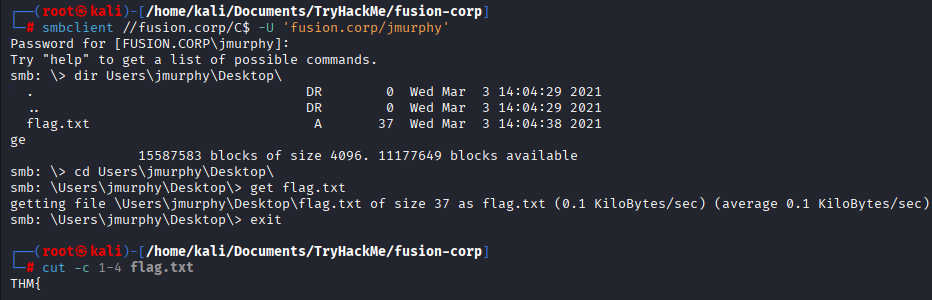 ┌──(root㉿kali)-[/home/kali/Documents/TryHackMe/fusion-corp]
└─# smbclient //fusion.corp/C$ -U 'fusion.corp/jmurphy'
Password for [FUSION.CORP\jmurphy]:
Try "help" to get a list of possible commands.
smb: \> dir Users\jmurphy\Desktop\
  .                                  DR        0  Wed Mar  3 14:04:29 2021
  ..                                 DR        0  Wed Mar  3 14:04:29 2021
  flag.txt                            A       37  Wed Mar  3 14:04:38 2021
ge
                15587583 blocks of size 4096. 11177649 blocks available
smb: \> cd Users\jmurphy\Desktop\
smb: \Users\jmurphy\Desktop\> get flag.txt
getting file \Users\jmurphy\Desktop\flag.txt of size 37 as flag.txt (0.1 KiloBytes/sec) (average 0.1 KiloBytes/sec)
smb: \Users\jmurphy\Desktop\> exit
┌──(root㉿kali)-[/home/kali/Documents/TryHackMe/fusion-corp]
└─# cut -c 1-4 flag.txt
THM{